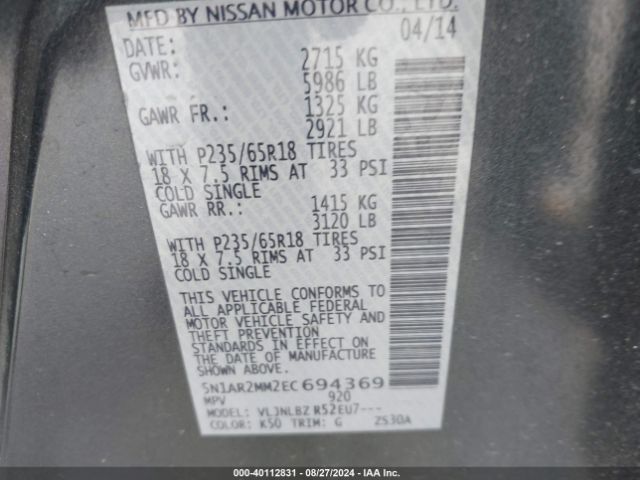 MFD BY NISSAN MOTOR CO., LTD.
DATE: 04/14
GVWR: 2715 KG
5986 LB
GAWR FR.: 1325 KG
2921 LB
WITH P235/65R18 TIRES
18 X 7.5 RIMS AT 33 PSI
COLD SINGLE
GAWR RR.: 1415 KG
3120 LB
WITH P235/65R18 TIRES
18 X 7.5 RIMS AT 33 PSI
COLD SINGLE
THIS VEHICLE CONFORMS TO
ALL APPLICABLE FEDERAL
MOTOR VEHICLE SAFETY AND
THEFT PREVENTION
STANDARDS IN EFFECT ON
THE DATE OF MANUFACTURE
SHOWN ABOVE.
5N1AR2MM2EC694369
MPV 920
MODEL: VLJNLBZ R52EU7---
COLOR: K50 TRIM: G 2530A
000-40112831 - 08/27/2024 - IAA Inc.